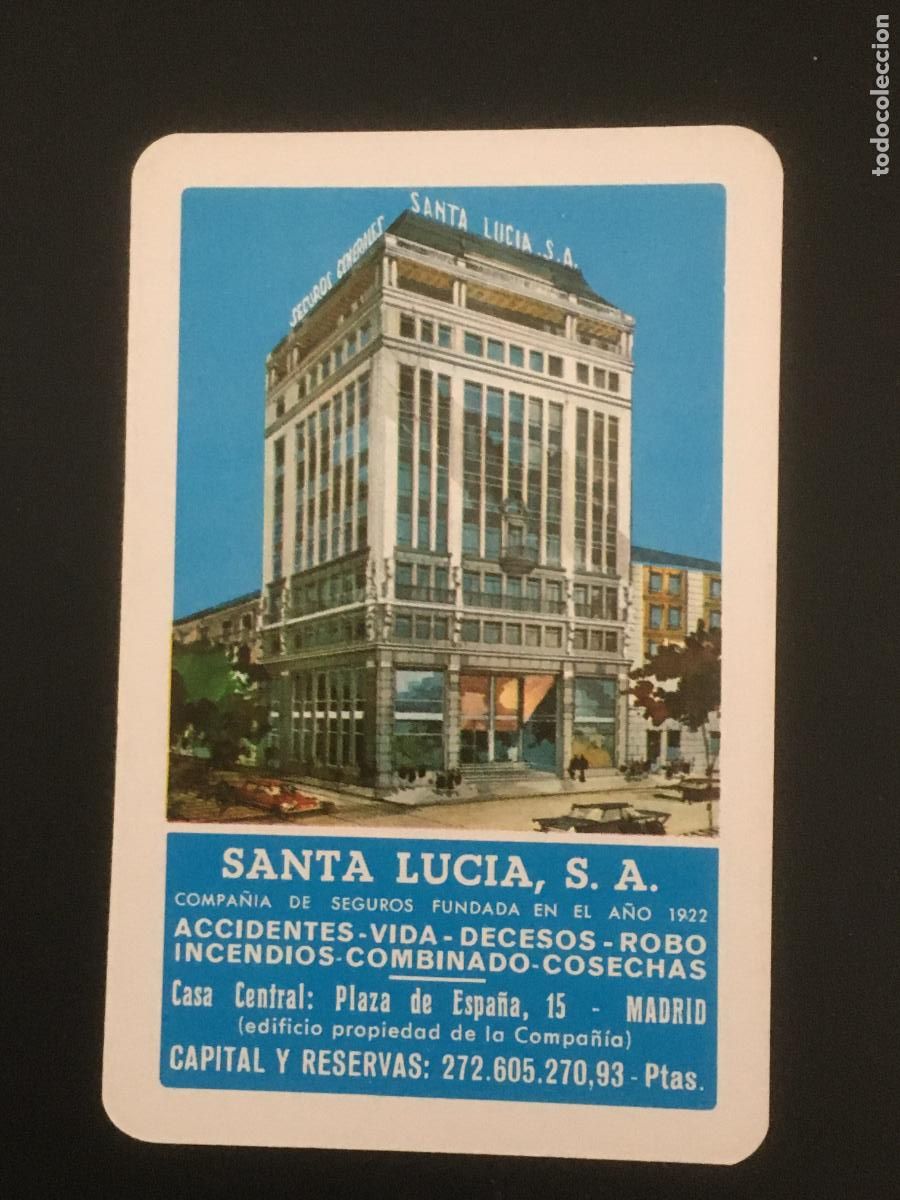 todocoleccion
SANTA LUCIA, S.A.
SEGUROS GENERALES
SANTA LUCIA, S. A.
COMPAÑIA DE SEGUROS FUNDADA EN EL AÑO 1922
ACCIDENTES-VIDA-DECESOS-ROBO
INCENDIOS-COMBINADO-COSECHAS
Casa Central: Plaza de España, 15 - MADRID
(edificio propiedad de la Compañía)
CAPITAL Y RESERVAS: 272.605.270,93 - Ptas.